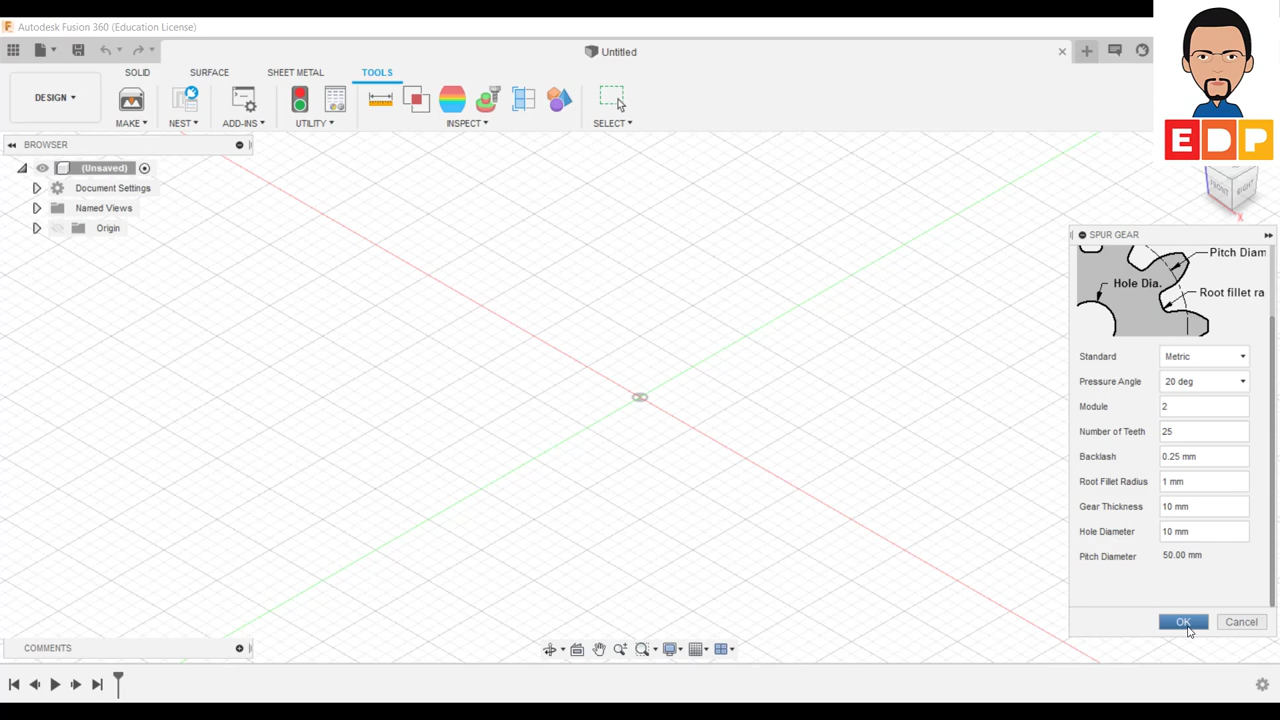 Autodesk Fusion 360 (Education License)
Untitled
SOLID SURFACE SHEET METAL TOOLS
DESIGN
MAKE NEST ADD-INS UTILITY INSPECT SELECT
EDP
BROWSER
(Unsaved)
Document Settings
Named Views
Origin
FRONT RIGHT
X
SPUR GEAR
Pitch Diam
Hole Dia.
Root fillet ra
Standard Metric
Pressure Angle 20 deg
Module 2
Number of Teeth 25
Backlash 0.25 mm
Root Fillet Radius 1 mm
Gear Thickness 10 mm
Hole Diameter 10 mm
Pitch Diameter 50.00 mm
OK Cancel
COMMENTS